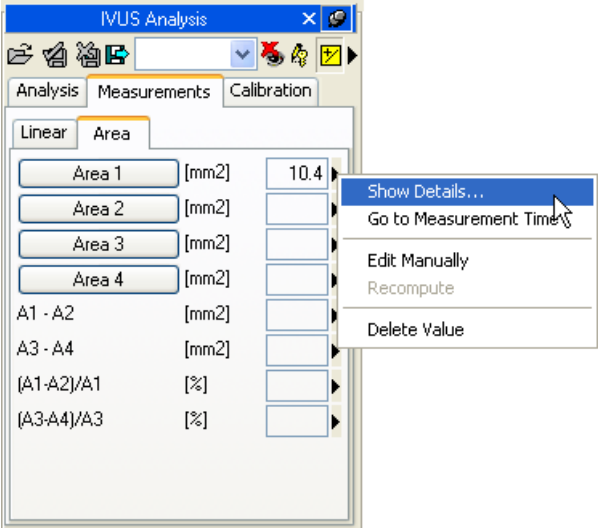 IVUS Analysis
Analysis Measurements Calibration
Linear Area
Area 1 [mm2] 10.4
Area 2 [mm2]
Area 3 [mm2]
Area 4 [mm2]
A1 - A2 [mm2]
A3 - A4 [mm2]
(A1-A2)/A1 [%]
(A3-A4)/A3 [%]
Show Details...
Go to Measurement Time
Edit Manually
Recompute
Delete Value